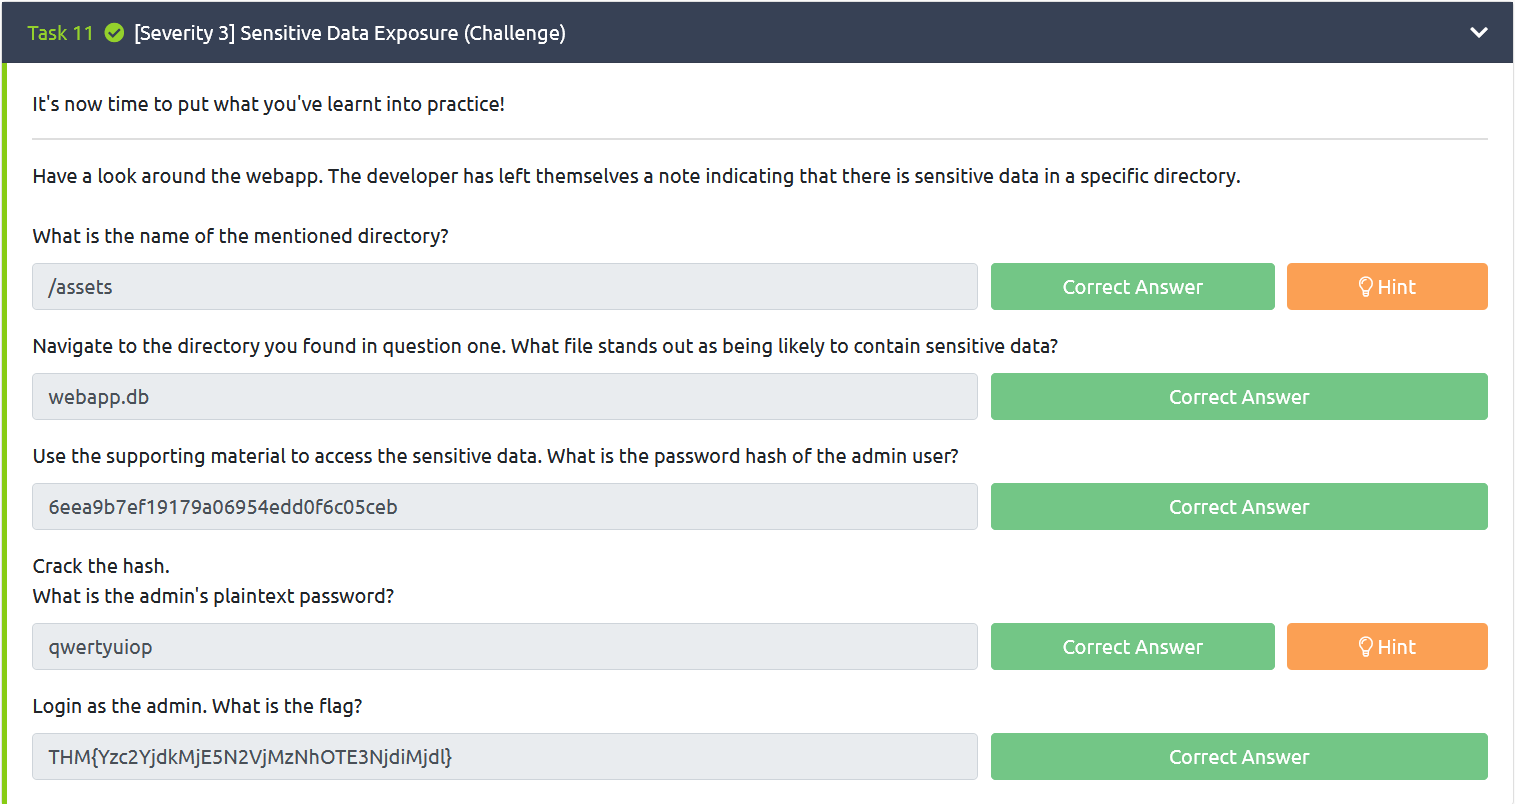 Task 11 [Severity 3] Sensitive Data Exposure (Challenge)
It's now time to put what you've learnt into practice!
Have a look around the webapp. The developer has left themselves a note indicating that there is sensitive data in a specific directory.
What is the name of the mentioned directory?
/assets Correct Answer Hint
Navigate to the directory you found in question one. What file stands out as being likely to contain sensitive data?
webapp.db Correct Answer
Use the supporting material to access the sensitive data. What is the password hash of the admin user?
6eea9b7ef19179a06954edd0f6c05ceb Correct Answer
Crack the hash.
What is the admin's plaintext password?
qwertyuiop Correct Answer Hint
Login as the admin. What is the flag?
THM{Yzc2YjdkMjE5N2VjMzNhOTE3NjdiMjdl} Correct Answer